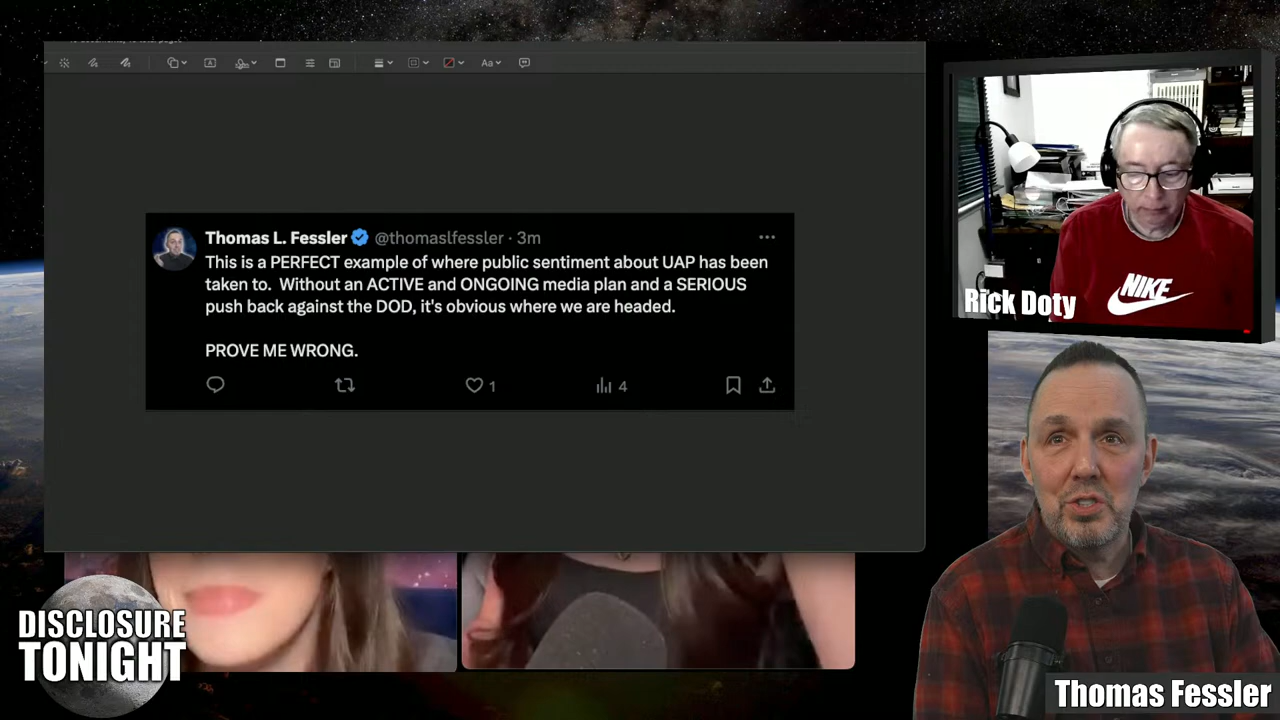 Aa
Thomas L. Fessler @thomaslfessler · 3m
This is a PERFECT example of where public sentiment about UAP has been
taken to. Without an ACTIVE and ONGOING media plan and a SERIOUS
push back against the DOD, it's obvious where we are headed.
PROVE ME WRONG.
1
4
NIKE
Rick Doty
DISCLOSURE
TONIGHT
Thomas Fessler